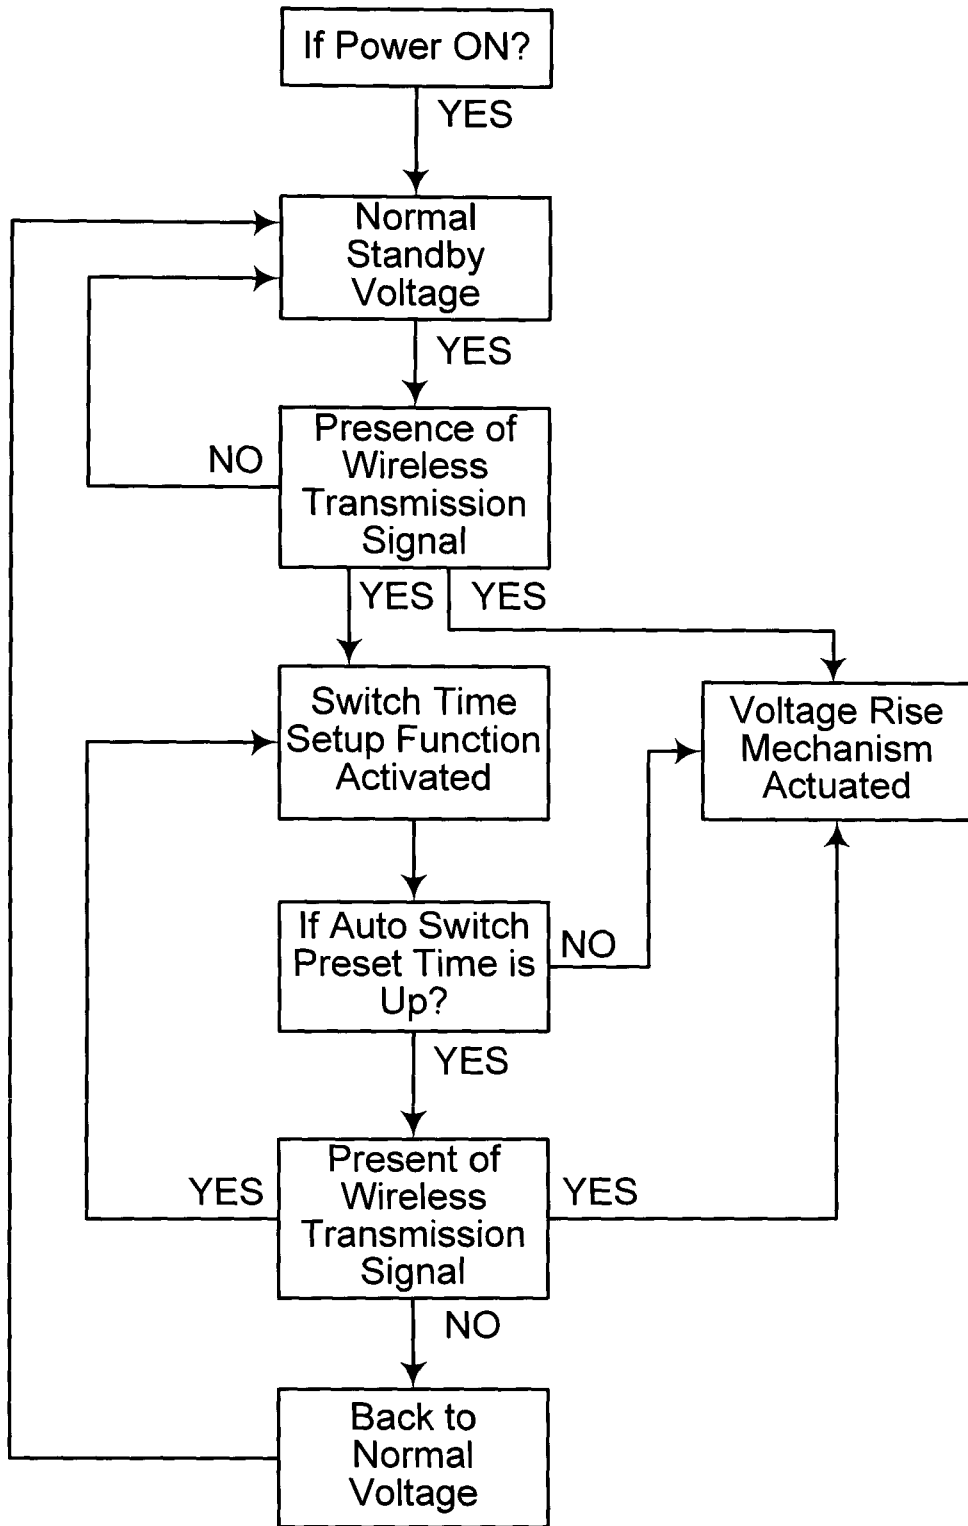 If Power ON?
YES
Normal
Standby
Voltage
YES
Presence of
Wireless
Transmission
Signal
NO
YES YES
Switch Time
Setup Function
Activated
Voltage Rise
Mechanism
Actuated
If Auto Switch
Preset Time is
Up?
NO
YES
Present of
Wireless
Transmission
Signal
YES
YES
NO
Back to
Normal
Voltage